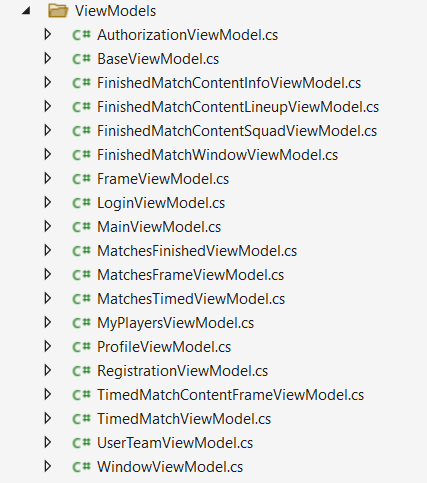 ViewModels
C# AuthorizationViewModel.cs
C# BaseViewModel.cs
C# FinishedMatchContentInfoViewModel.cs
C# FinishedMatchContentLineupViewModel.cs
C# FinishedMatchContentSquadViewModel.cs
C# FinishedMatchWindowViewModel.cs
C# FrameViewModel.cs
C# LoginViewModel.cs
C# MainViewModel.cs
C# MatchesFinishedViewModel.cs
C# MatchesFrameViewModel.cs
C# MatchesTimedViewModel.cs
C# MyPlayersViewModel.cs
C# ProfileViewModel.cs
C# RegistrationViewModel.cs
C# TimedMatchContentFrameViewModel.cs
C# TimedMatchViewModel.cs
C# UserTeamViewModel.cs
C# WindowViewModel.cs